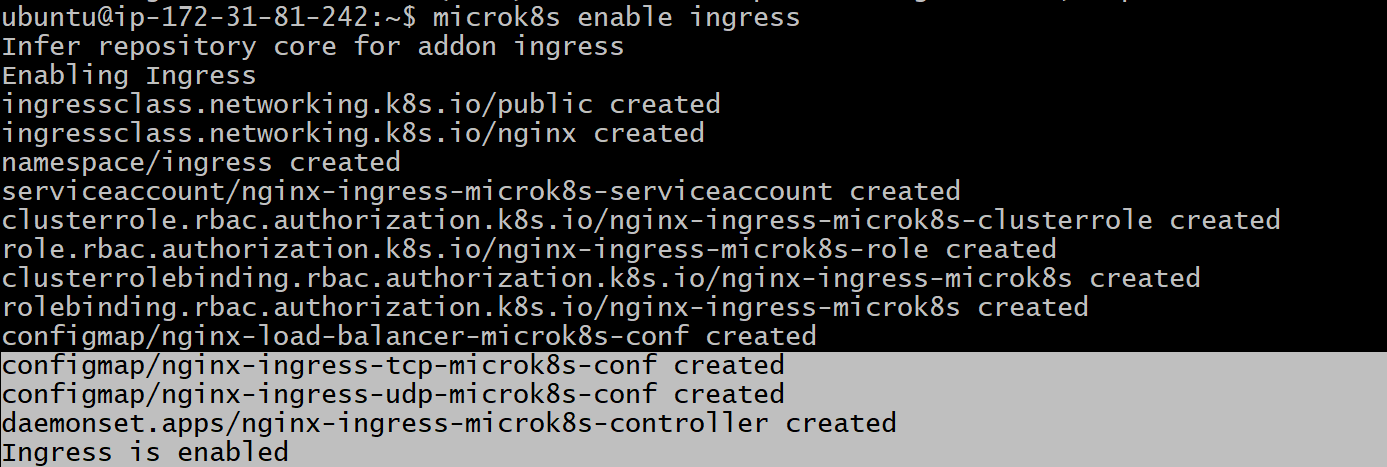 ubuntu@ip-172-31-81-242:~$ microk8s enable ingress
Infer repository core for addon ingress
Enabling Ingress
ingressclass.networking.k8s.io/public created
ingressclass.networking.k8s.io/nginx created
namespace/ingress created
serviceaccount/nginx-ingress-microk8s-serviceaccount created
clusterrole.rbac.authorization.k8s.io/nginx-ingress-microk8s-clusterrole created
role.rbac.authorization.k8s.io/nginx-ingress-microk8s-role created
clusterrolebinding.rbac.authorization.k8s.io/nginx-ingress-microk8s created
rolebinding.rbac.authorization.k8s.io/nginx-ingress-microk8s created
configmap/nginx-load-balancer-microk8s-conf created
configmap/nginx-ingress-tcp-microk8s-conf created
configmap/nginx-ingress-udp-microk8s-conf created
daemonset.apps/nginx-ingress-microk8s-controller created
Ingress is enabled